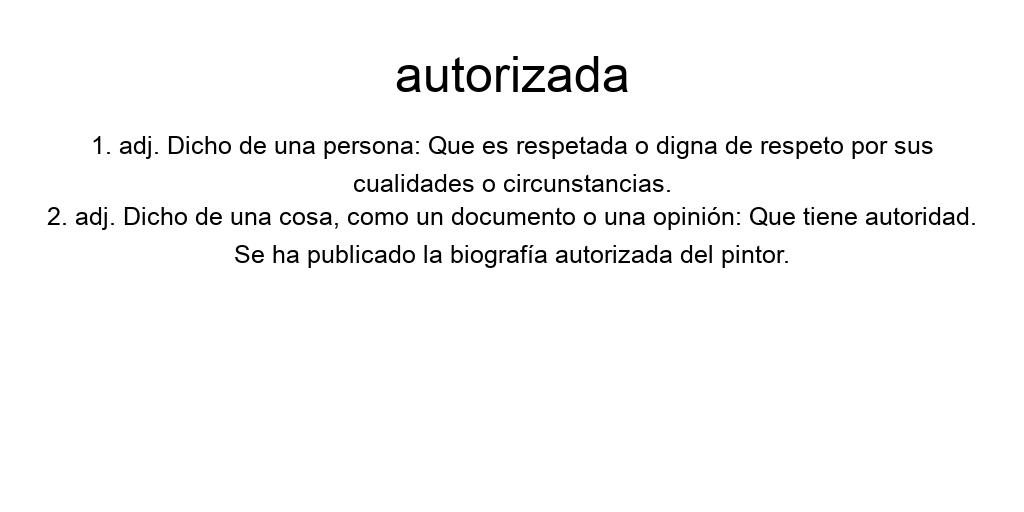 autorizada
1. adj. Dicho de una persona: Que es respetada o digna de respeto por sus
cualidades o circunstancias.
2. adj. Dicho de una cosa, como un documento o una opinión: Que tiene autoridad.
Se ha publicado la biografía autorizada del pintor.